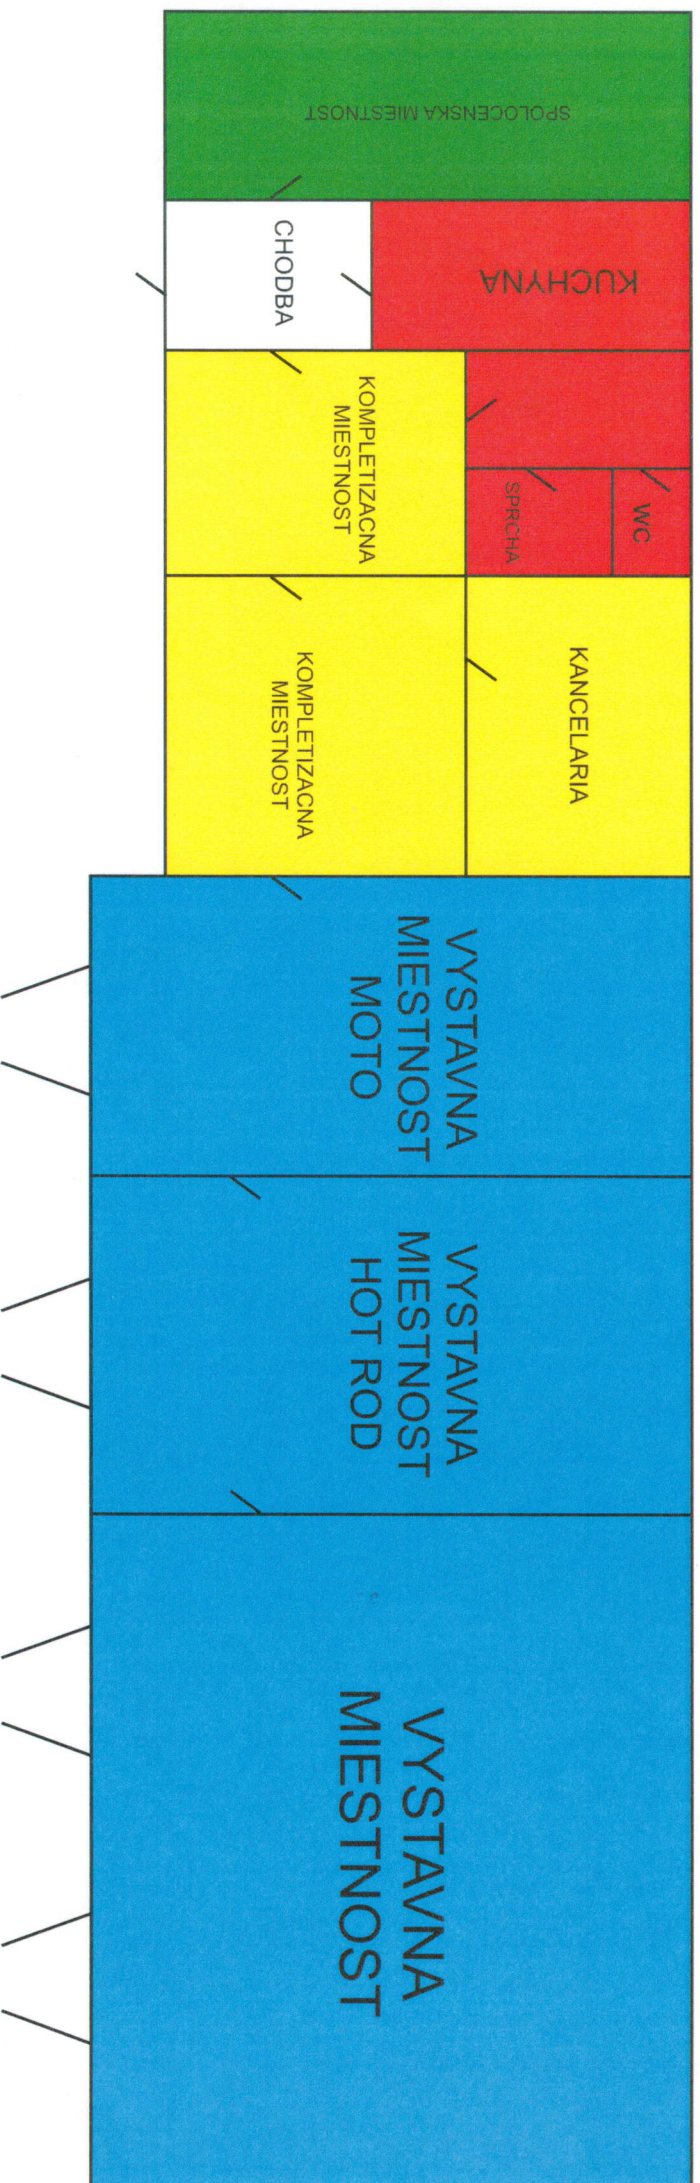 SPOLOCENSKA MIESTNOST
CHODBA
KUCHYNA
KOMPLETIZACNA
MIESTNOST
SPRCHA
WC
KOMPLETIZACNA
MIESTNOST
KANCELARIA
VYSTAVNA
MIESTNOST
MOTO
VYSTAVNA
MIESTNOST
HOT ROD
VYSTAVNA
MIESTNOST